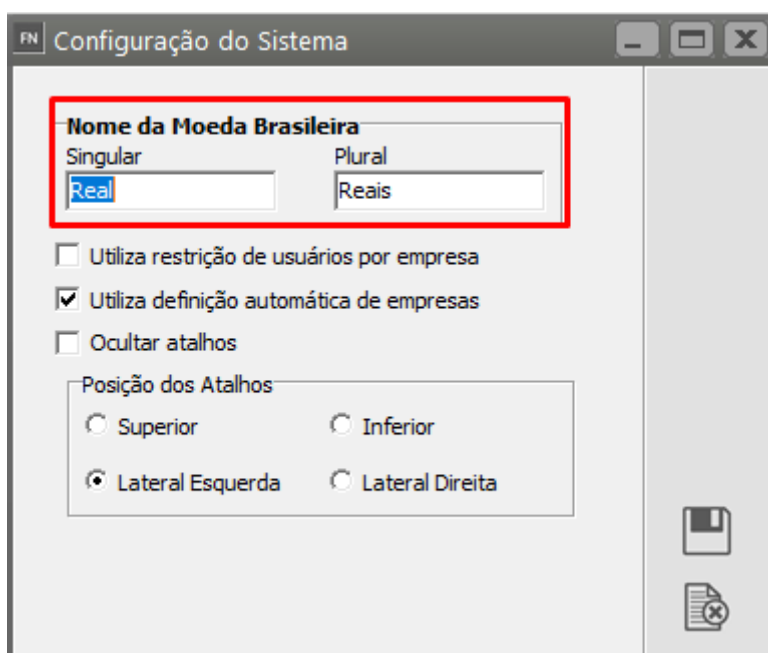 FN Configuração do Sistema
Nome da Moeda Brasileira
Singular Plural
Real Reais
Utiliza restrição de usuários por empresa
Utiliza definição automática de empresas
Ocultar atalhos
Posição dos Atalhos
Superior Inferior
Lateral Esquerda Lateral Direita